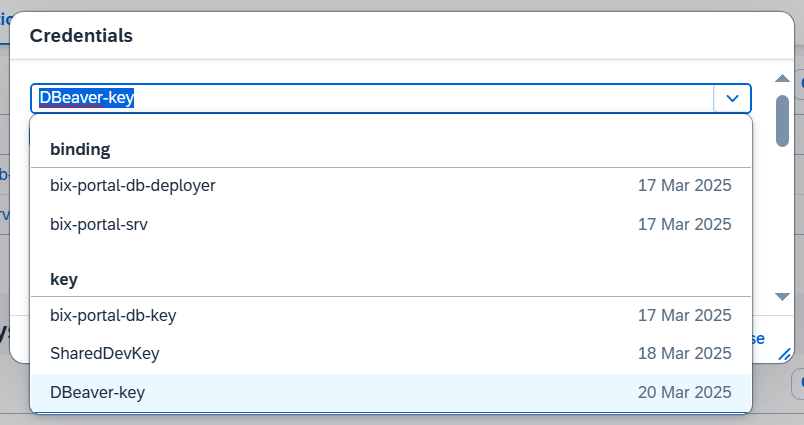 Credentials
DBeaver-key
binding
bix-portal-db-deployer 17 Mar 2025
bix-portal-srv 17 Mar 2025
key
bix-portal-db-key 17 Mar 2025
SharedDevKey 18 Mar 2025
DBeaver-key 20 Mar 2025